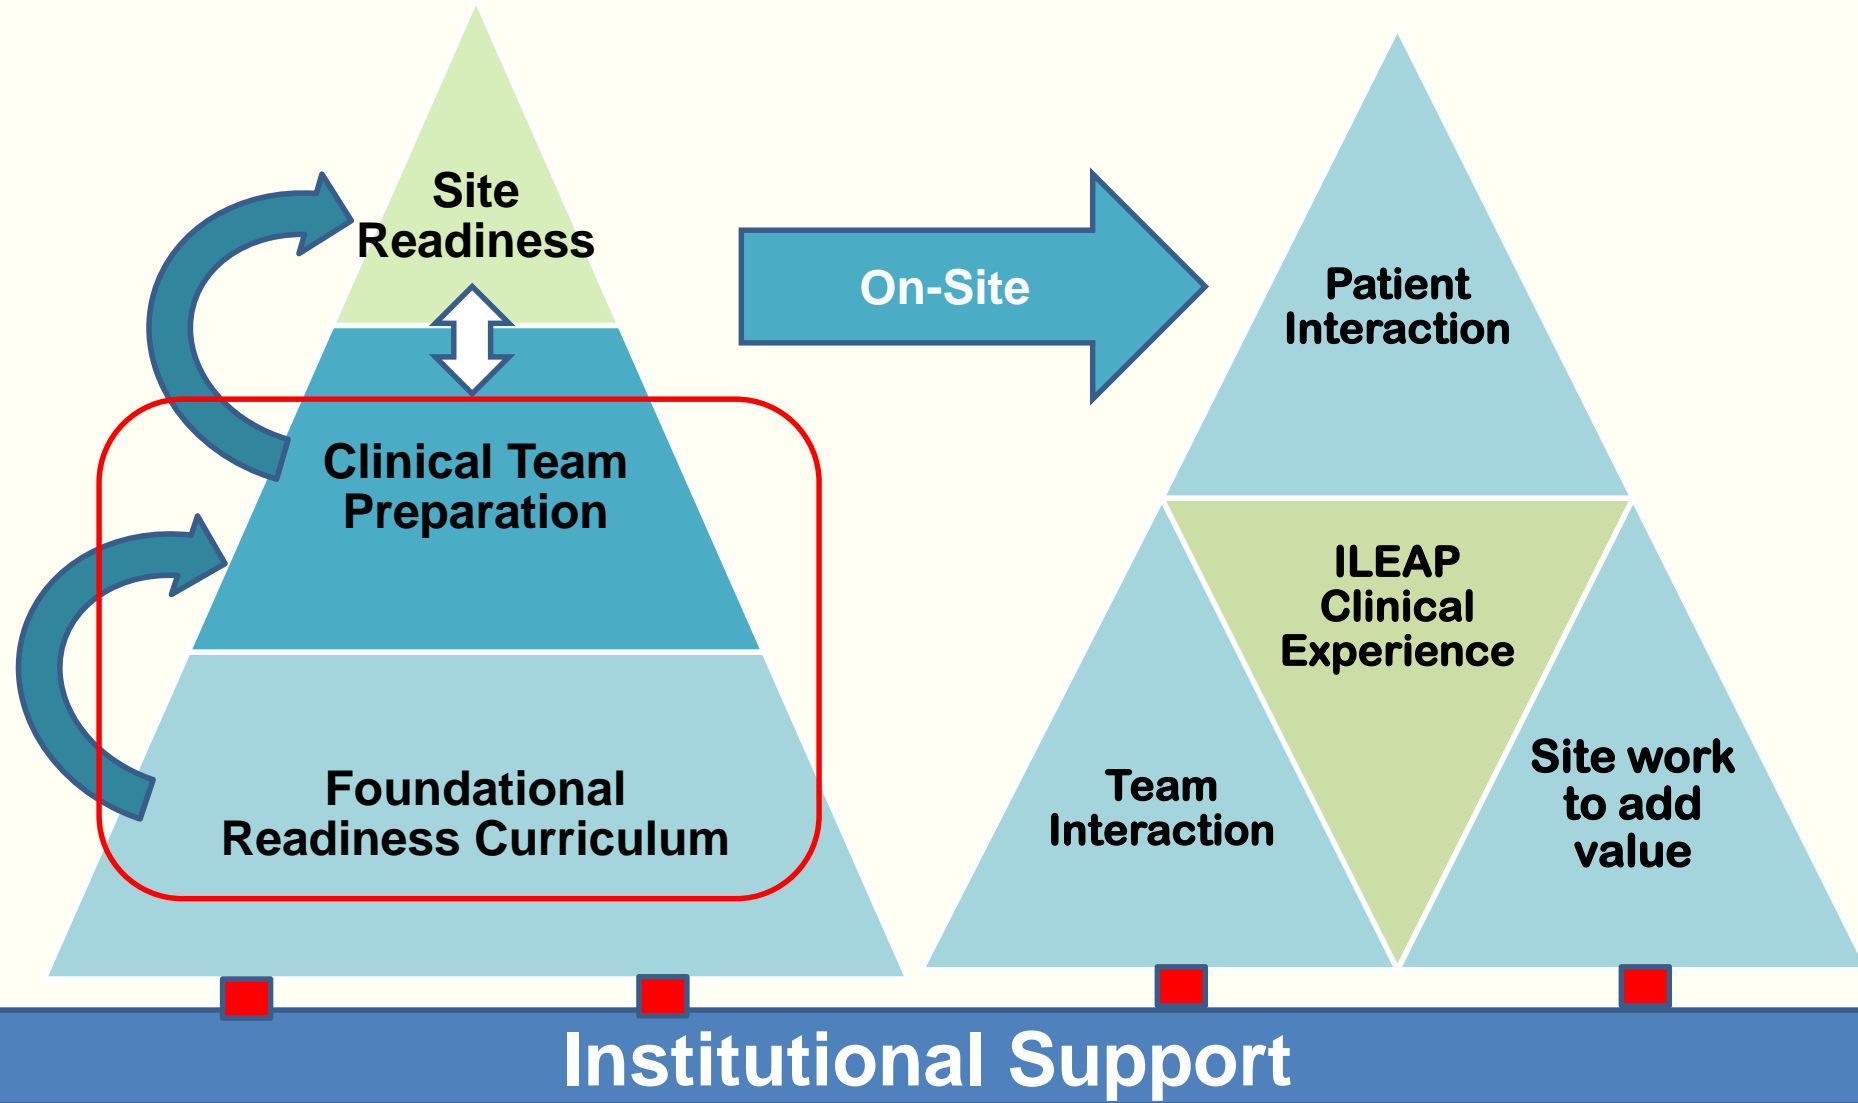 Site
Readiness
Clinical Team
Preparation
Foundational
Readiness Curriculum
On-Site
Patient
Interaction
ILEAP
Clinical
Experience
Team
Interaction
Site work
to add
value
Institutional Support